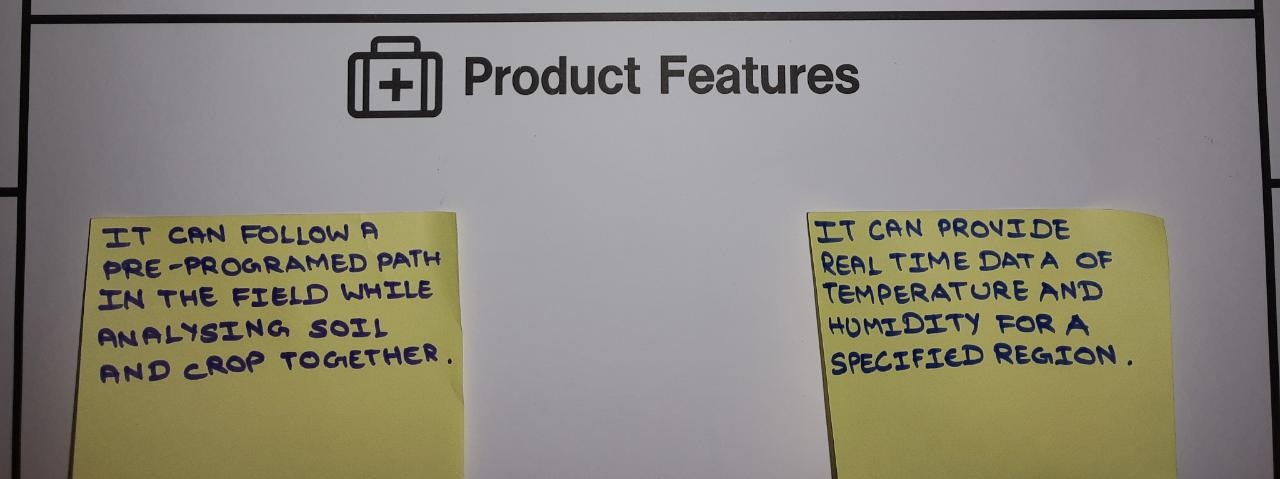 Product Features
IT CAN FOLLOW A
PRE-PROGRAMED PATH
IN THE FIELD WHILE
ANALYSING SOIL
AND CROP TOGETHER.
IT CAN PROVIDE
REAL TIME DATA OF
TEMPERATURE AND
HUMIDITY FOR A
SPECIFIED REGION.